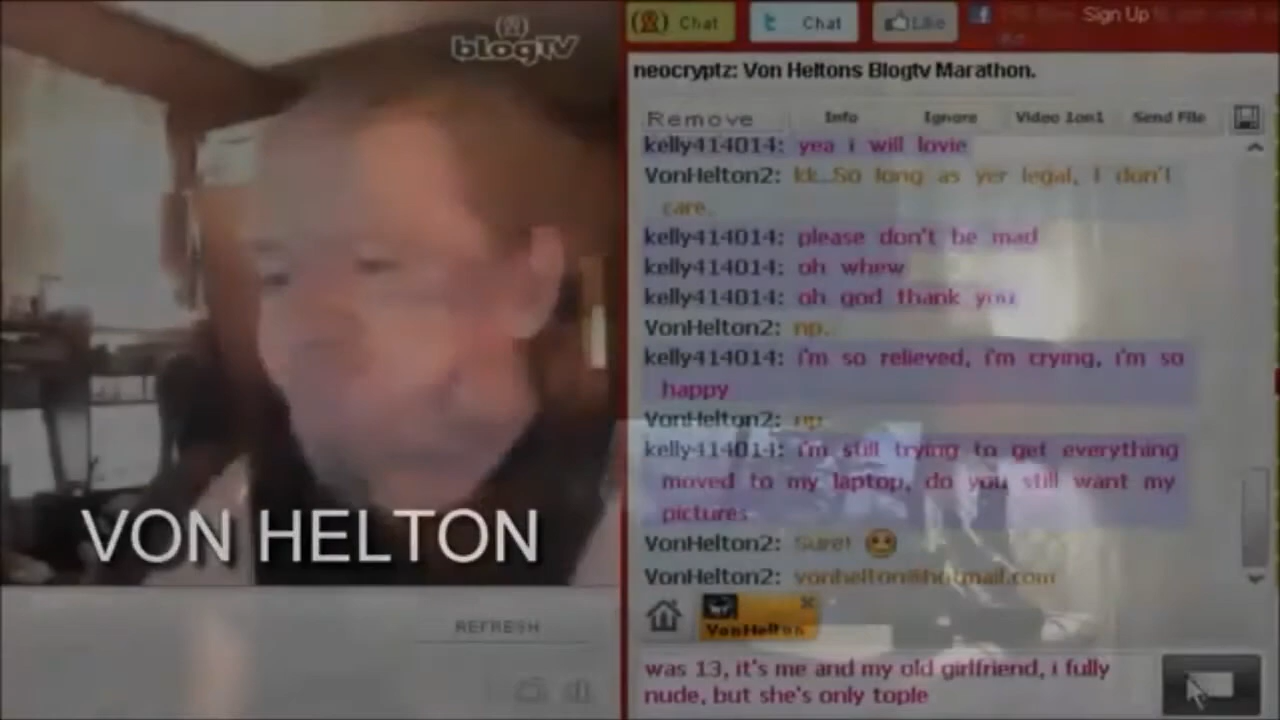 blogTV
Chat
Chat
Like
Sign Up
neocryptz: Von Heltons Blogtv Marathon.
Remove Info Ignore Video 1on1 Send File
kelly414014: yea i will lovie
VonHelton2: kk..So long as yer legal, I don't
care.
kelly414014: please don't be mad
kelly414014: oh whew
kelly414014: oh god thank you
VonHelton2: np..
kelly414014: i'm so relieved, i'm crying, i'm so
happy
VonHelton2: np
kelly414014: i'm still trying to get everything
moved to my laptop, do you still want my
pictures
VonHelton2: Sure!
VonHelton2: vonhelton@hotmail.com
VON HELTON
REFRESH
VonHelton
was 13, it's me and my old girlfriend, i fully
nude, but she's only tople